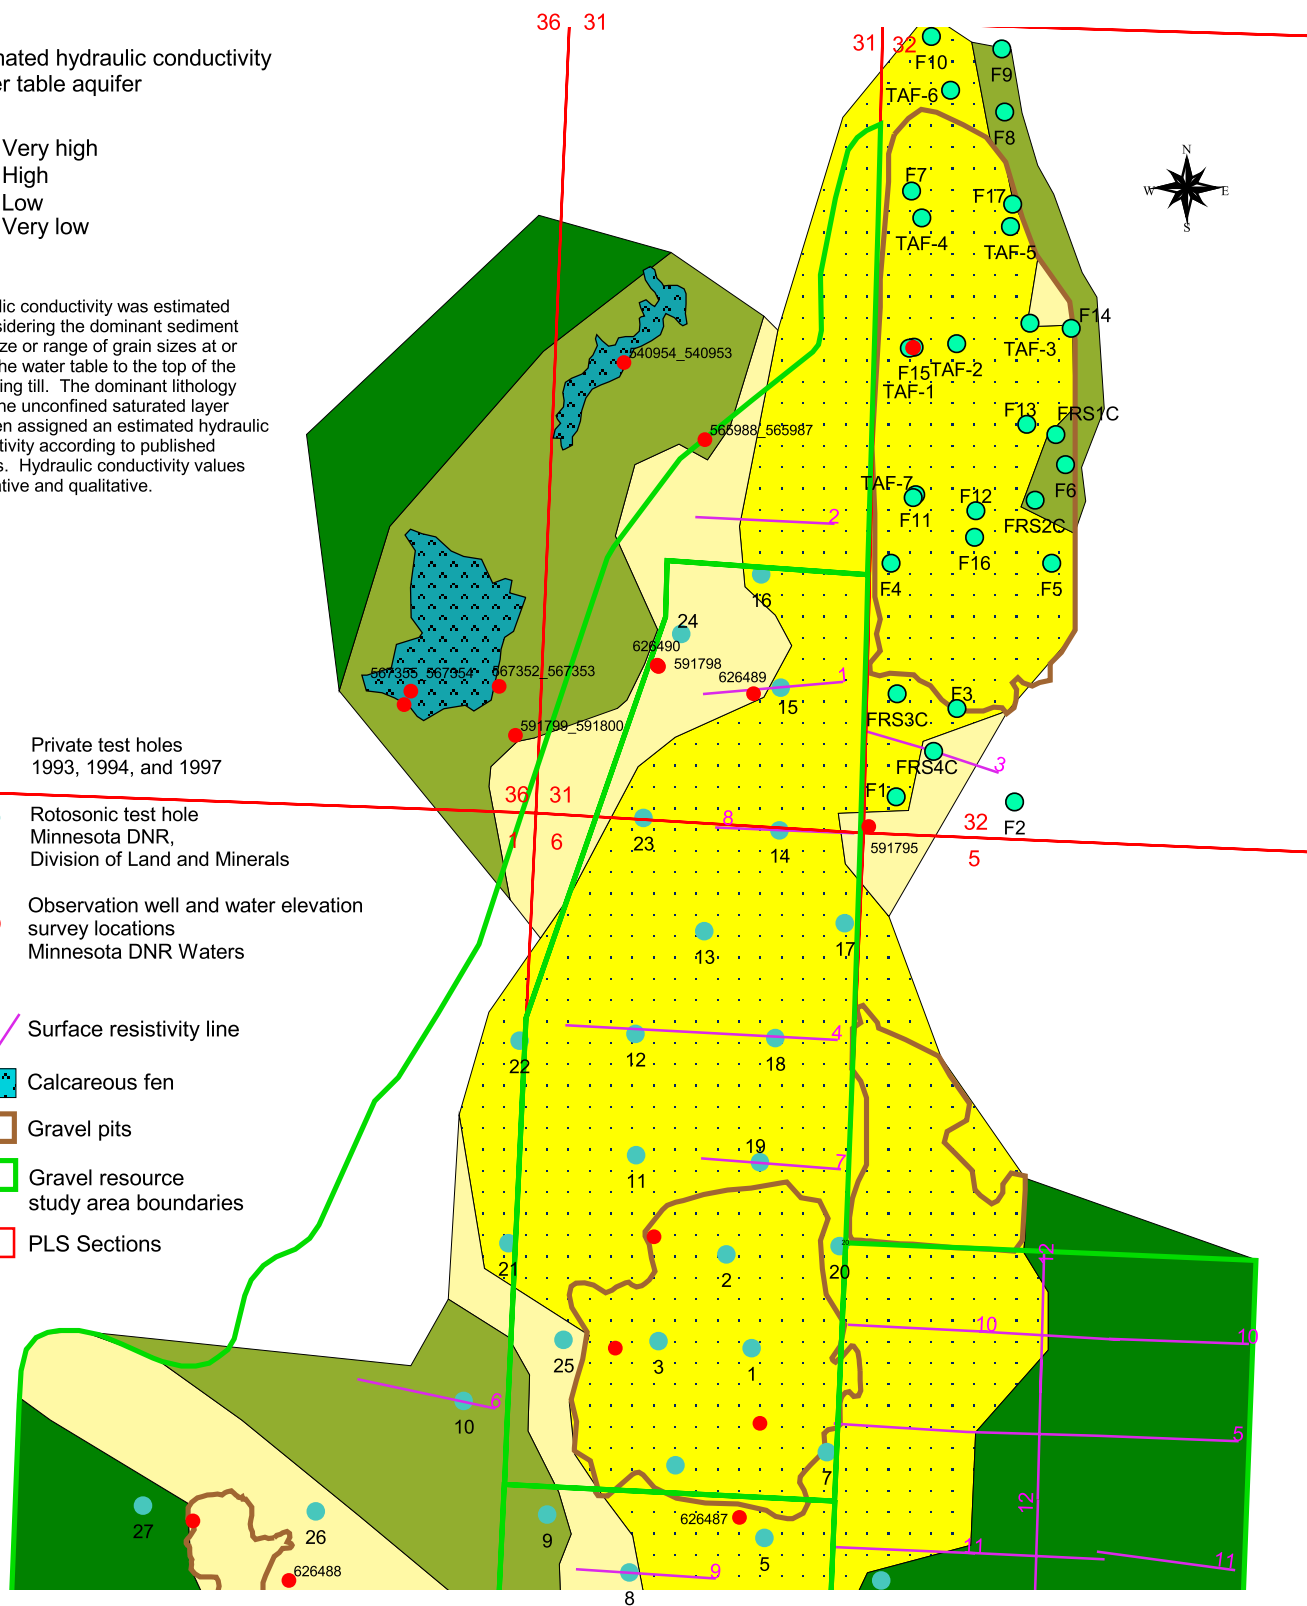 mated hydraulic conductivity
er table aquifer
Very high
High
Low
Very low
lic conductivity was estimated
sidering the dominant sediment
ze or range of grain sizes at or
he water table to the top of the
ing till.  The dominant lithology
he unconfined saturated layer
en assigned an estimated hydraulic
tivity according to published
s.  Hydraulic conductivity values
ative and qualitative.
Private test holes
1993, 1994, and 1997
Rotosonic test hole
Minnesota DNR,
Division of Land and Minerals
Observation well and water elevation
survey locations
Minnesota DNR Waters
Surface resistivity line
Calcareous fen
Gravel pits
Gravel resource
study area boundaries
PLS Sections
36 31
31 32
F10
F9
TAF-6
F8
N
W E
S
F7
F17
TAF-4
TAF-5
F14
TAF-3
540954_540953
F15
TAF-2
TAF-1
F13
FRS1C
565988_565987
TAF-7
F6
F12
F11
FRS2C
2
F16
F4
F5
16
24
626490
591798
626489
1
567355_567354
567352_567353
15
F3
FRS3C
591799_591800
3
FRS4C
36 31
F1
F2
8
32
1 6
23
14
591795
5
13
17
4
12
18
22
19
11
7
20
12
21
2
20
10
10
25
3
1
6
10
5
7
12
27
26
9
626487
5
11
11
626488
9
8